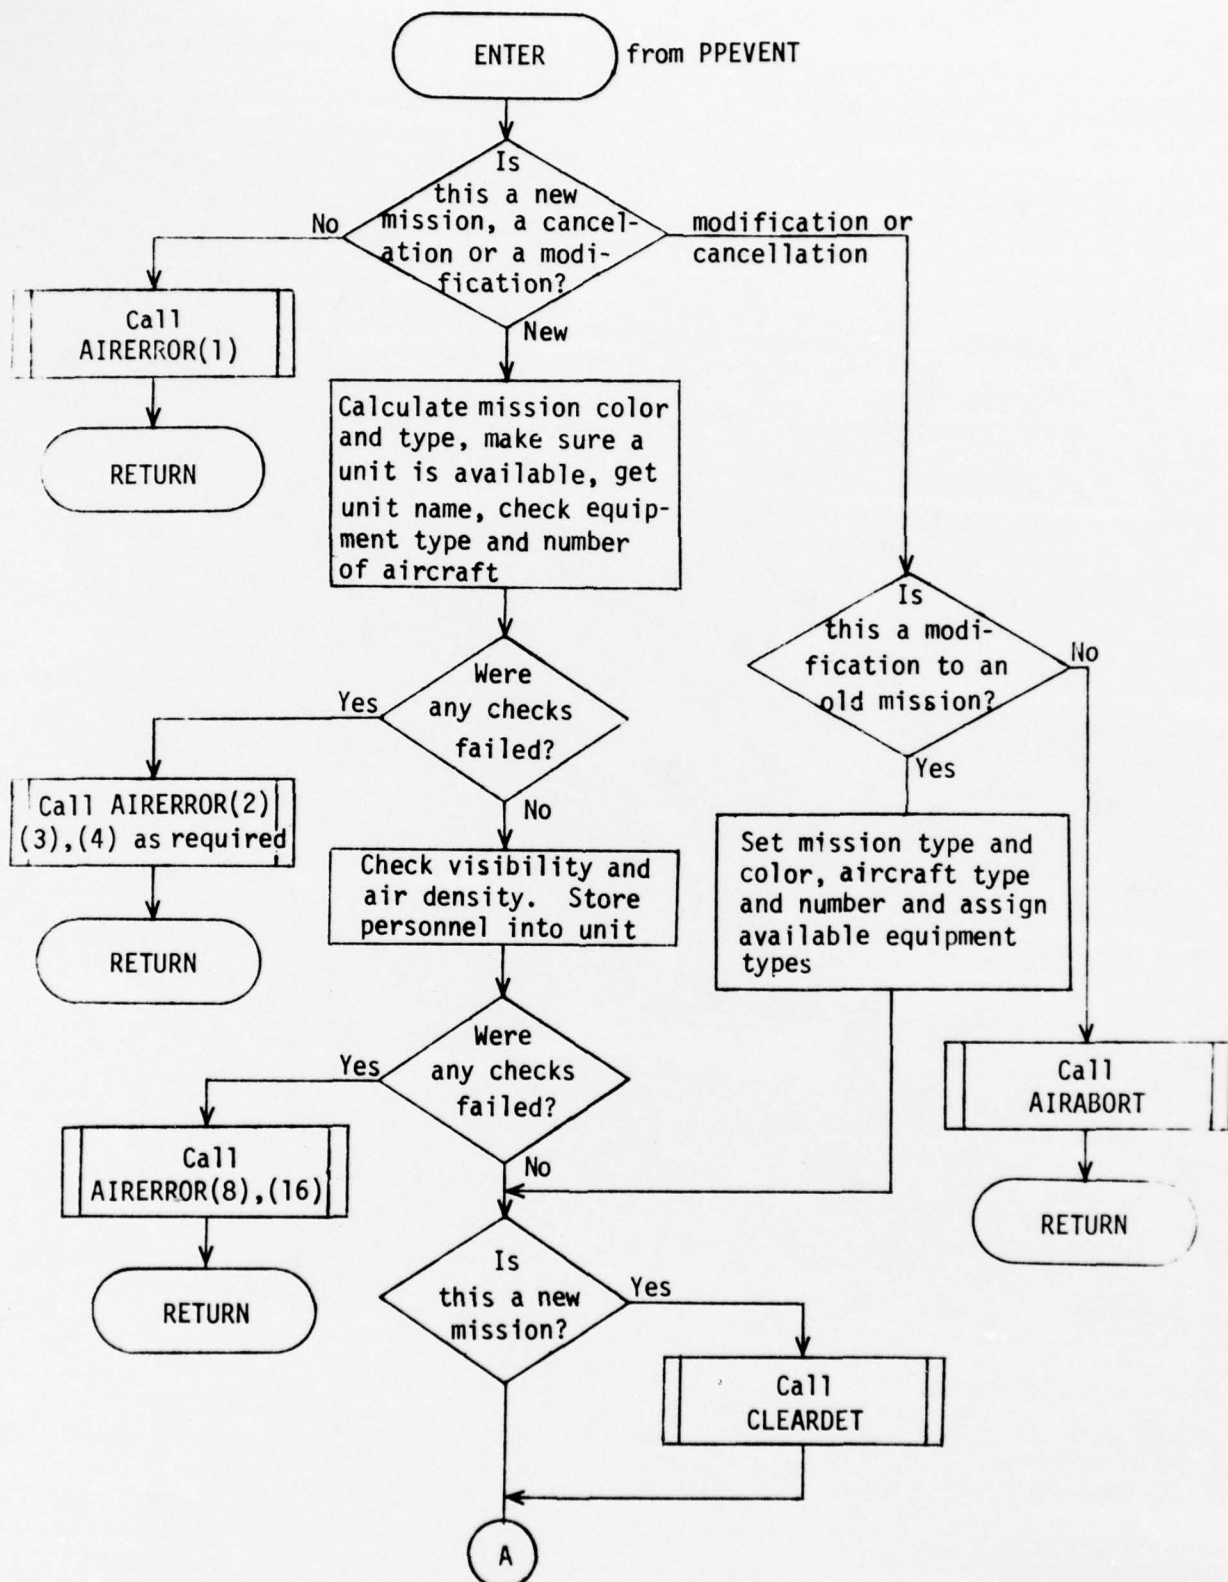 ENTER
from PPEVENT
Is
this a new
mission, a cancel-
ation or a modi-
fication?
No
modification or
cancellation
New
Call
AIRERROR(1)
RETURN
Calculate mission color
and type, make sure a
unit is available, get
unit name, check equip-
ment type and number
of aircraft
Is
this a modi-
fication to an
old mission?
No
Yes
Were
any checks
failed?
Yes
No
Call AIRERROR(2)
(3),(4) as required
RETURN
Check visibility and
air density. Store
personnel into unit
Set mission type and
color, aircraft type
and number and assign
available equipment
types
Were
any checks
failed?
Yes
No
Call
AIRERROR(8),(16)
RETURN
Call
AIRABORT
RETURN
Is
this a new
mission?
Yes
Call
CLEARDET
A